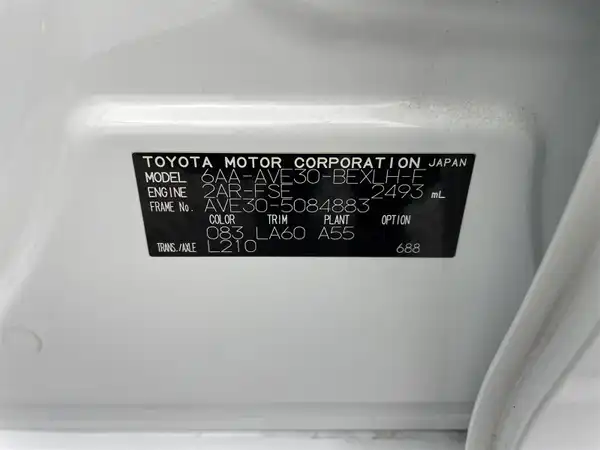 TOYOTA MOTOR CORPORATION JAPAN
MODEL 6AA-AVE30-BEXLH-E
ENGINE 2AR-FSE 2493 mL
FRAME No. AVE30-5084883
COLOR TRIM PLANT OPTION
083 LA60 A55
TRANS./AXLE L210 688